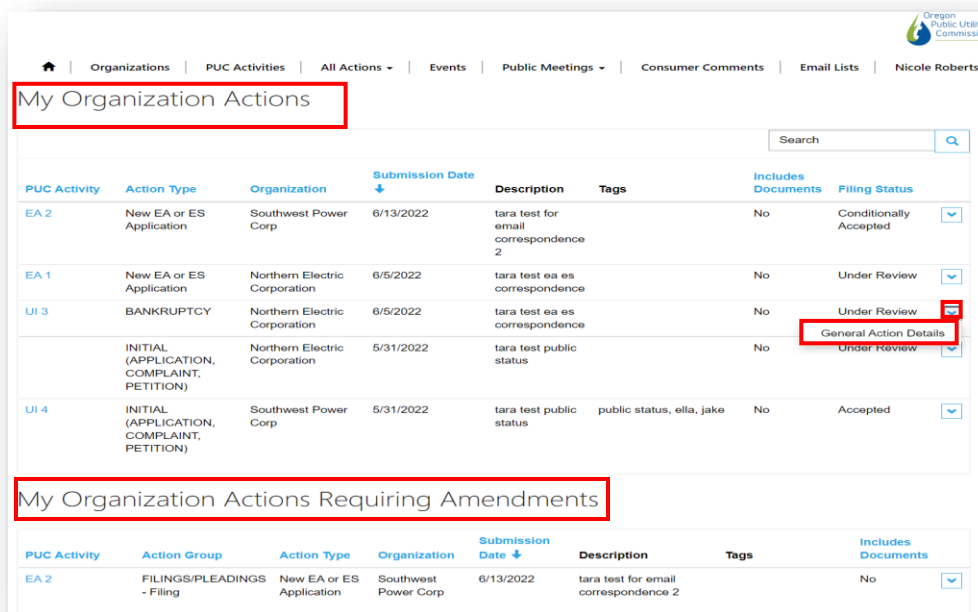 Oregon
Public Utili
Commissi
Organizations | PUC Activities | All Actions | Events | Public Meetings | Consumer Comments | Email Lists | Nicole Roberts
My Organization Actions
Search
PUC Activity Action Type Organization Submission Date Description Tags Includes Documents Filing Status
EA 2 New EA or ES Application Southwest Power Corp 6/13/2022 tara test for email correspondence 2 No Conditionally Accepted
EA 1 New EA or ES Application Northern Electric Corporation 6/5/2022 tara test ea es correspondence No Under Review
UI 3 BANKRUPTCY Northern Electric Corporation 6/5/2022 tara test ea es correspondence No Under Review
General Action Details
INITIAL (APPLICATION, COMPLAINT, PETITION) Northern Electric Corporation 5/31/2022 tara test public status No Under Review
UI 4 INITIAL (APPLICATION, COMPLAINT, PETITION) Southwest Power Corp 5/31/2022 tara test public status public status, ella, jake No Accepted
My Organization Actions Requiring Amendments
PUC Activity Action Group Action Type Organization Submission Date Description Tags Includes Documents
EA 2 FILINGS/PLEADINGS - Filing New EA or ES Application Southwest Power Corp 6/13/2022 tara test for email correspondence 2 No